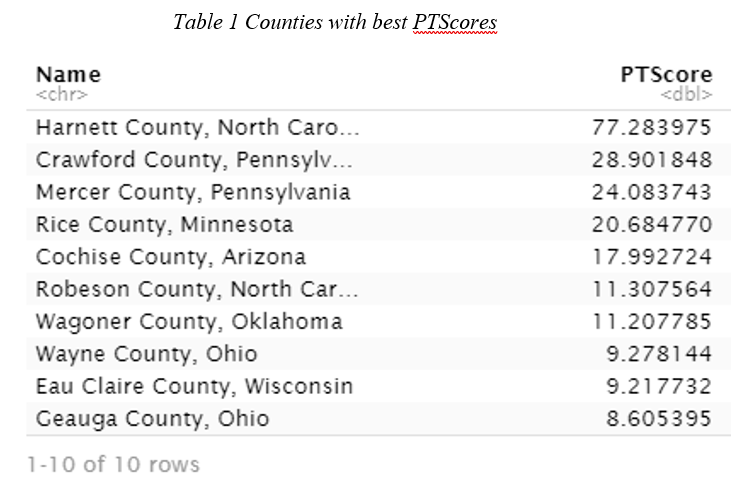 Table 1 Counties with best PTScores
Name PTScore
<chr> <dbl>
Harnett County, North Caro... 77.283975
Crawford County, Pennsylv... 28.901848
Mercer County, Pennsylvania 24.083743
Rice County, Minnesota 20.684770
Cochise County, Arizona 17.992724
Robeson County, North Car... 11.307564
Wagoner County, Oklahoma 11.207785
Wayne County, Ohio 9.278144
Eau Claire County, Wisconsin 9.217732
Geauga County, Ohio 8.605395
1-10 of 10 rows